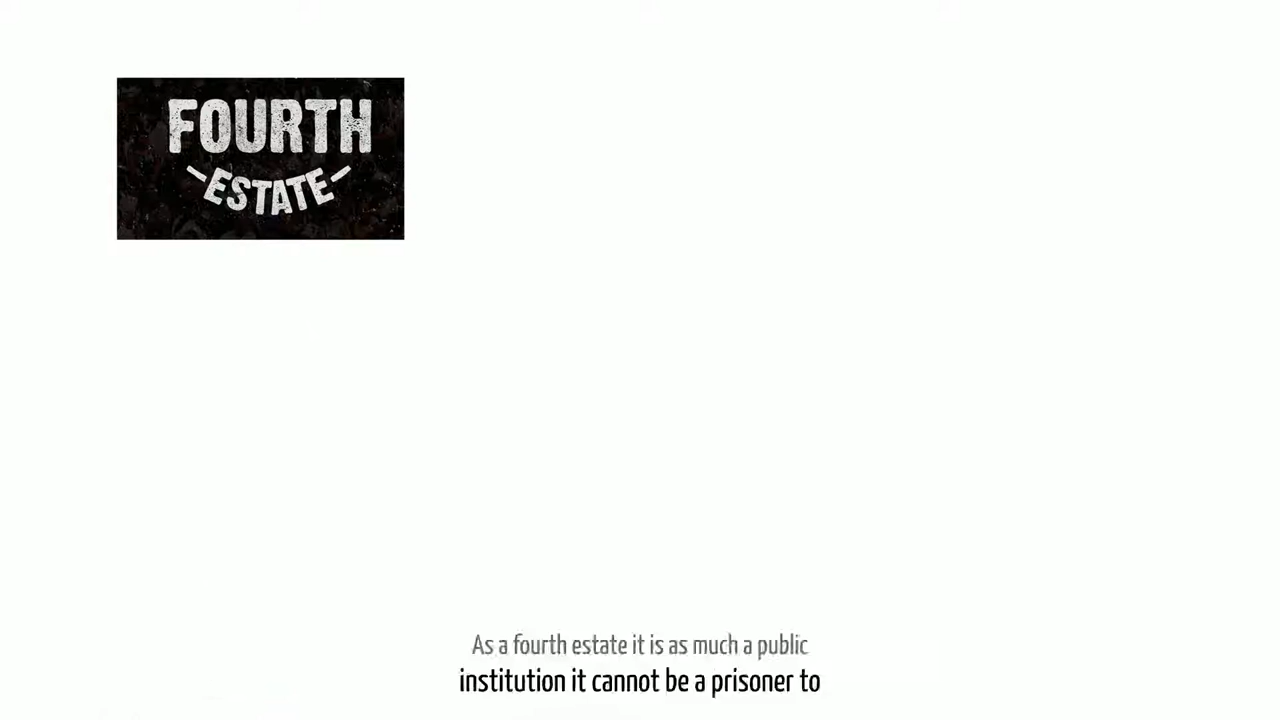 FOURTH
-ESTATE-
As a fourth estate it is as much a public
institution it cannot be a prisoner to